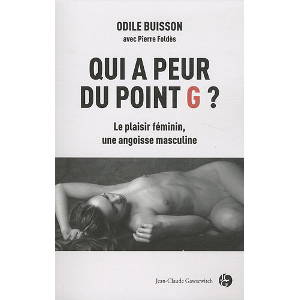 ODILE BUISSON
avec Pierre Foldès
QUI A PEUR
DU POINT G ?
Le plaisir féminin,
une angoisse masculine
Jean-Claude Gawsewitch